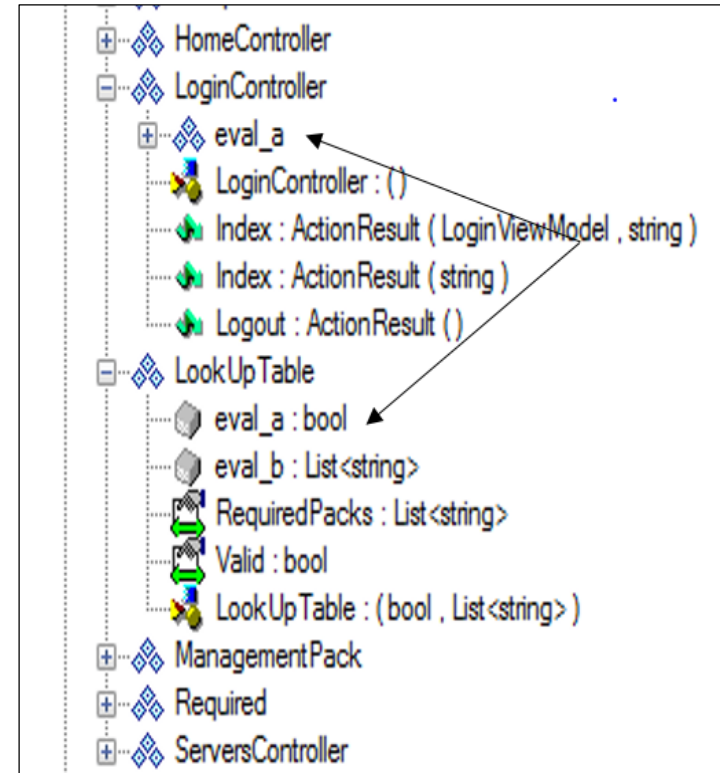 HomeController
LoginController
eval_a
LoginController : ( )
Index : ActionResult ( LoginViewModel , string )
Index : ActionResult ( string )
Logout : ActionResult ( )
LookUpTable
eval_a : bool
eval_b : List<string>
RequiredPacks : List<string>
Valid : bool
LookUpTable : ( bool , List<string> )
ManagementPack
Required
ServersController